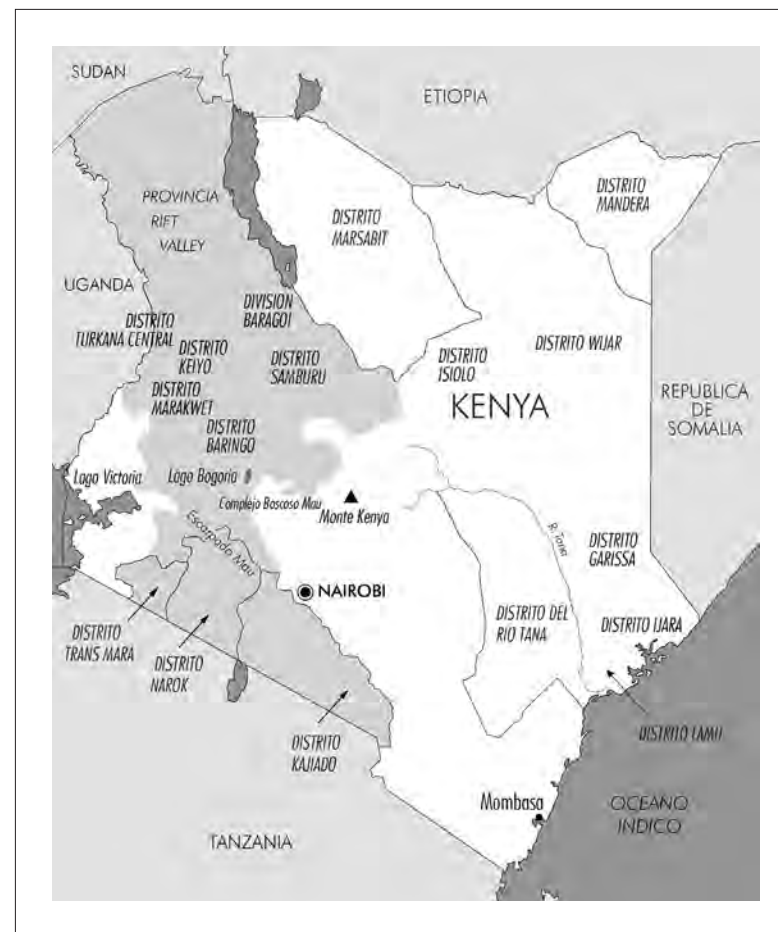 SUDAN
ETIOPIA
PROVINCIA
RIFT
VALLEY
DISTRITO
MANDERA
DISTRITO
MARSABIT
UGANDA
DIVISION
BARAGOI
DISTRITO
TURKANA CENTRAL
DISTRITO
KEIYO
DISTRITO
SAMBURU
DISTRITO
ISIOLO
DISTRITO WIJAR
DISTRITO
MARAKWET
KENYA
REPUBLICA
DE
SOMALIA
DISTRITO
BARINGO
Lago Victoria
Lago Bogoria
Complejo Boscoso Mau
Monte Kenya
Escarpado Mau
R. Tana
DISTRITO
GARISSA
NAIROBI
DISTRITO DEL
RIO TANA
DISTRITO IJARA
DISTRITO
TRANS MARA
DISTRITO
NAROK
DISTRITO
KAJIADO
DISTRITO LAMU
Mombasa
OCEANO
INDICO
TANZANIA